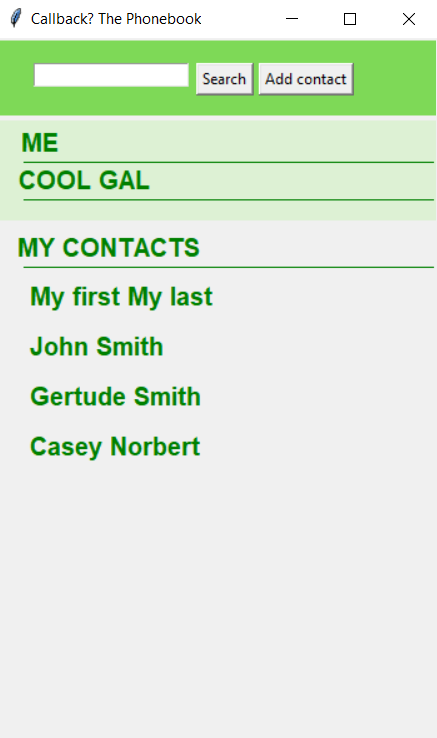 Callback? The Phonebook
Search Add contact
ME
COOL GAL
MY CONTACTS
My first My last
John Smith
Gertude Smith
Casey Norbert